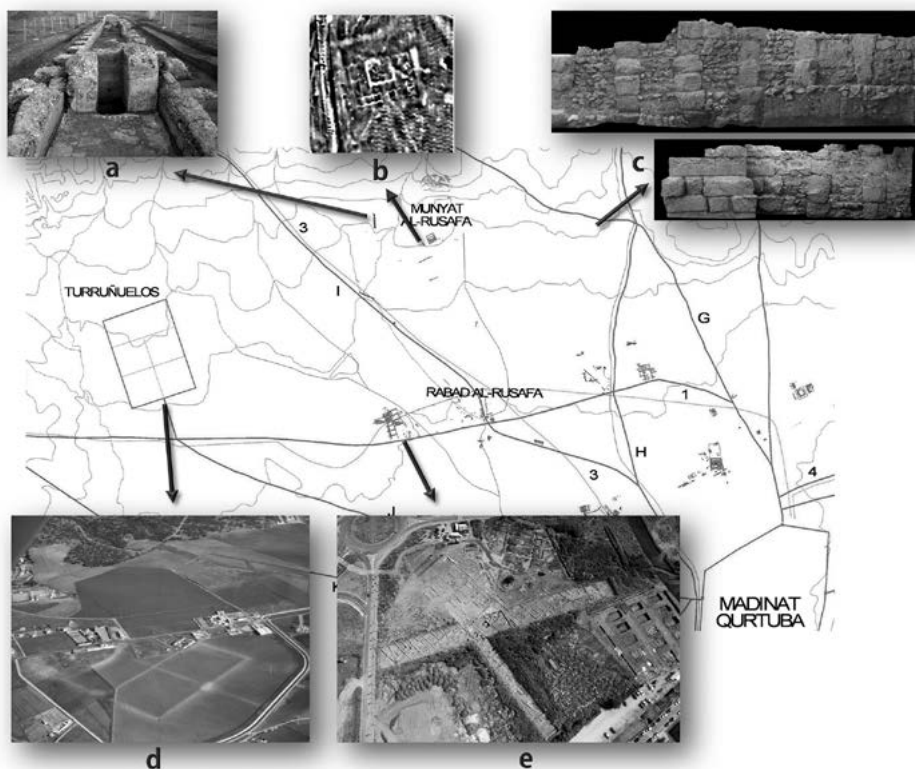 a
b
c
MUNYAT
AL-RUSAFA
3
I
TURRUÑUELOS
G
RABAD AL-RUSAFA
1
H
3
4
J
MADINAT
QURTUBA
d
e